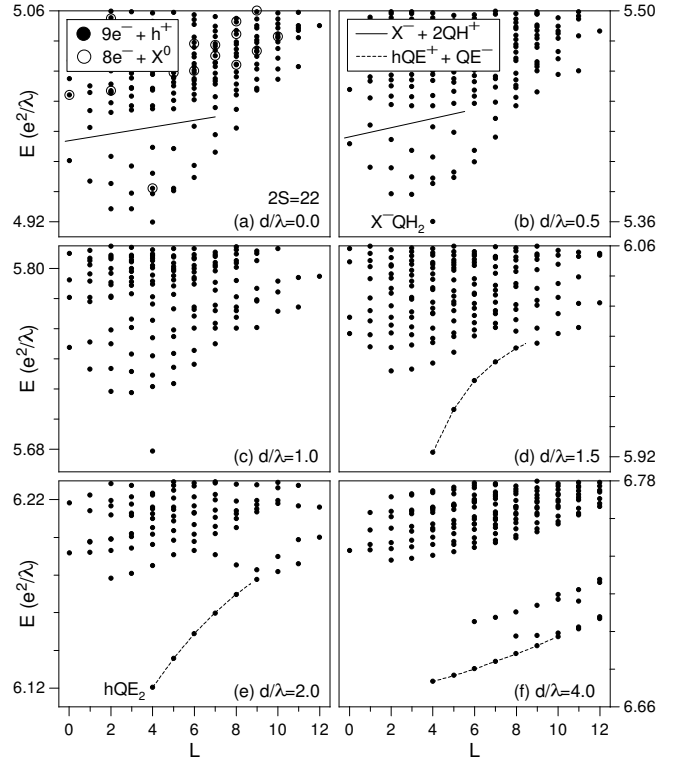 5.06
9e⁻ + h⁺
8e⁻ + X⁰
E (e²/λ)
2S=22
4.92
(a) d/λ=0.0
5.50
X⁻ + 2QH⁺
hQE⁺ + QE⁻
X⁻QH₂
(b) d/λ=0.5
5.36
5.80
E (e²/λ)
5.68
(c) d/λ=1.0
6.06
(d) d/λ=1.5
5.92
6.22
E (e²/λ)
hQE₂
6.12
(e) d/λ=2.0
0 2 4 6 8 10 12
L
6.78
(f) d/λ=4.0
6.66
0 2 4 6 8 10 12
L